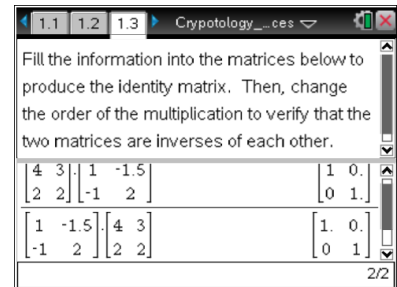 1.1 1.2 1.3 Crypotology_...ces
Fill the information into the matrices below to
produce the identity matrix. Then, change
the order of the multiplication to verify that the
two matrices are inverses of each other.
[4 3] . [1 -1.5] [1 0.]
[2 2] [-1 2] [0 1.]
[1 -1.5] . [4 3] [1. 0.]
[-1 2] [2 2] [0 1]
2/2